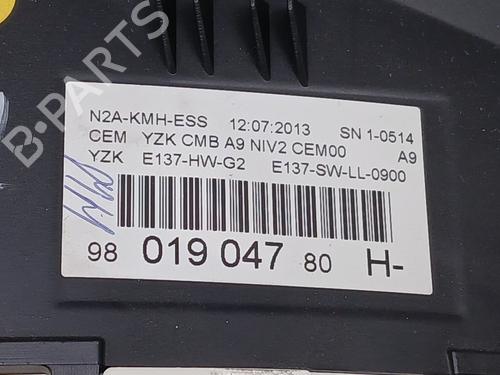 B-PARTS
N2A-KMH-ESS 12:07:2013 SN 1-0514
CEM YZK CMB A9 NIV2 CEM00 A9
YZK E137-HW-G2 E137-SW-LL-0900
98 019 047 80 H-